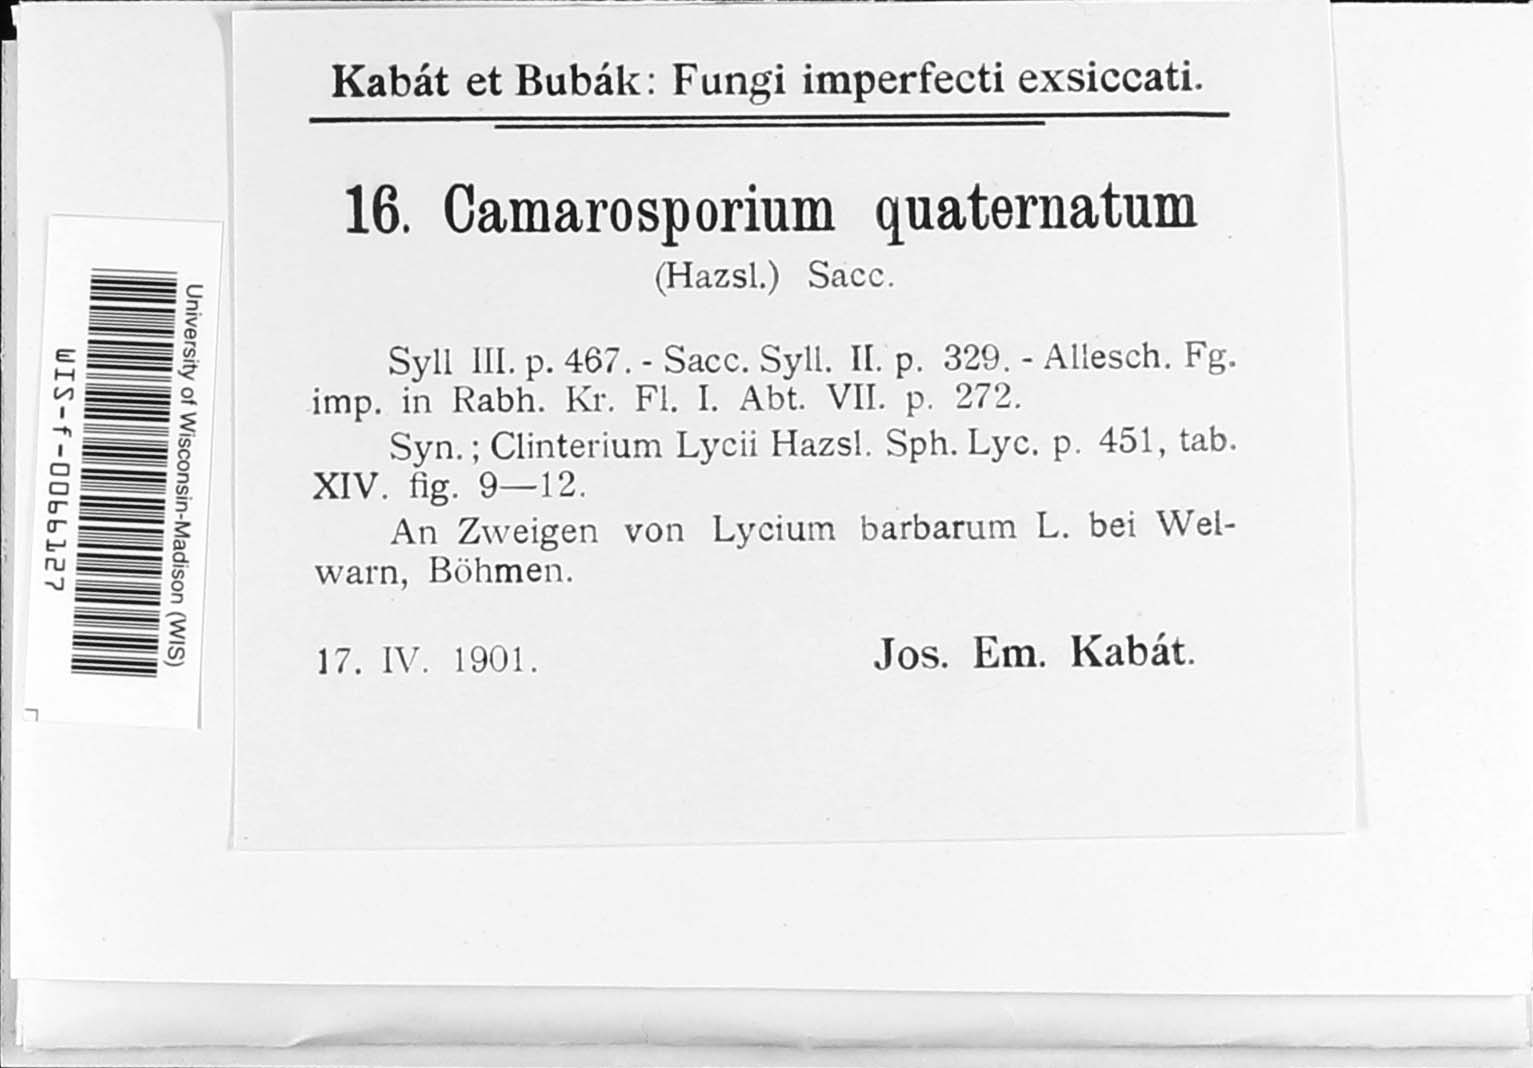 Kabát et Bubák: Fungi imperfecti exsiccati.
16. Camarosporium quaternatum
(Hazsl.) Sacc.
Syll III. p. 467. - Sacc. Syll. II. p. 329. - Allesch. Fg.
imp. in Rabh. Kr. Fl. I. Abt. VII. p. 272.
Syn.; Clinterium Lycii Hazsl. Sph. Lyc. p. 451, tab.
XIV. fig. 9—12.
An Zweigen von Lycium barbarum L. bei Wel-
warn, Böhmen.
17. IV. 1901.
Jos. Em. Kabát.
University of Wisconsin-Madison (WIS)
WIS-f-0066127